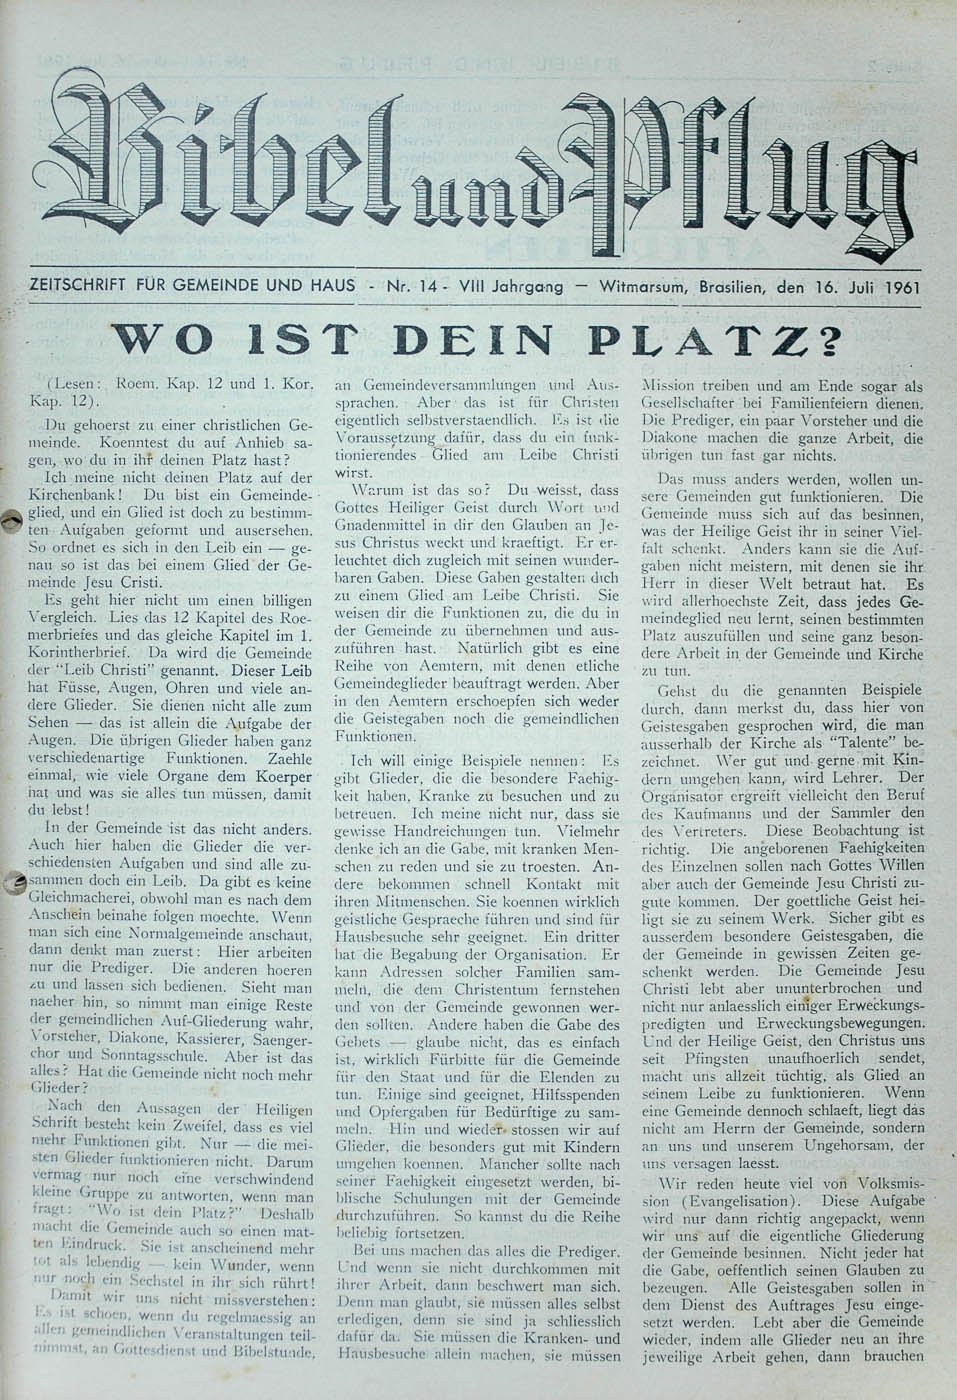 Bibel und Pflug
ZEITSCHRIFT FÜR GEMEINDE UND HAUS - Nr. 14 - VIII Jahrgang — Witmarsum, Brasilien, den 16. Juli 1961
WO IST DEIN PLATZ?
(Lesen: Roem. Kap. 12 und 1. Kor.
Kap. 12).
Du gehoerst zu einer christlichen Ge-
meinde. Koenntest du auf Anhieb sa-
gen, wo du in ihr deinen Platz hast?
Ich meine nicht deinen Platz auf der
Kirchenbank! Du bist ein Gemeinde-
glied, und ein Glied ist doch zu bestimm-
ten Aufgaben geformt und ausersehen.
So ordnet es sich in den Leib ein — ge-
nau so ist das bei einem Glied der Ge-
meinde Jesu Cristi.
Es geht hier nicht um einen billigen
Vergleich. Lies das 12 Kapitel des Roe-
merbriefes und das gleiche Kapitel im 1.
Korintherbrief. Da wird die Gemeinde
der "Leib Christi" genannt. Dieser Leib
hat Füsse, Augen, Ohren und viele an-
dere Glieder. Sie dienen nicht alle zum
Sehen — das ist allein die Aufgabe der
Augen. Die übrigen Glieder haben ganz
verschiedenartige Funktionen. Zaehle
einmal, wie viele Organe dem Koerper
hat und was sie alles tun müssen, damit
du lebst!
In der Gemeinde ist das nicht anders.
Auch hier haben die Glieder die ver-
schiedensten Aufgaben und sind alle zu-
sammen doch ein Leib. Da gibt es keine
Gleichmacherei, obwohl man es nach dem
Anschein beinahe folgen moechte. Wenn
man sich eine Normalgemeinde anschaut,
dann denkt man zuerst: Hier arbeiten
nur die Prediger. Die anderen hoeren
zu und lassen sich bedienen. Sieht man
naeher hin, so nimmt man einige Reste
der gemeindlichen Auf-Gliederung wahr,
Vorsteher, Diakone, Kassierer, Saenger-
chor und Sonntagsschule. Aber ist das
alles? Hat die Gemeinde nicht noch mehr
Glieder?
Nach den Aussagen der Heiligen
Schrift besteht kein Zweifel, dass es viel
mehr Funktionen gibt. Nur — die mei-
sten Glieder funktionieren nicht. Darum
vermag nur noch eine verschwindend
kleine Gruppe zu antworten, wenn man
fragt: "Wo ist dein Platz?" Deshalb
macht die Gemeinde auch so einen mat-
ten Eindruck. Sie ist anscheinend mehr
tot als lebendig — kein Wunder, wenn
nur noch ein Sechstel in ihr sich rührt!
Damit wir uns nicht missverstehen:
Es ist schoen, wenn du regelmaessig an
allen gemeindlichen Veranstaltungen teil-
nimmst, an Gottesdienst und Bibelstunde,
an Gemeindeversammlungen und Aus-
sprachen. Aber das ist für Christen
eigentlich selbstverstaendlich. Es ist die
Voraussetzung dafür, dass du ein funk-
tionierendes Glied am Leibe Christi
wirst.
Warum ist das so? Du weisst, dass
Gottes Heiliger Geist durch Wort und
Gnadenmittel in dir den Glauben an Je-
sus Christus weckt und kraeftigt. Er er-
leuchtet dich zugleich mit seinen wunder-
baren Gaben. Diese Gaben gestalten dich
zu einem Glied am Leibe Christi. Sie
weisen dir die Funktionen zu, die du in
der Gemeinde zu übernehmen und aus-
zuführen hast. Natürlich gibt es eine
Reihe von Aemtern, mit denen etliche
Gemeindeglieder beauftragt werden. Aber
in den Aemtern erschoepfen sich weder
die Geistegaben noch die gemeindlichen
Funktionen.
Ich will einige Beispiele nennen: Es
gibt Glieder, die die besondere Faehig-
keit haben, Kranke zu besuchen und zu
betreuen. Ich meine nicht nur, dass sie
gewisse Handreichungen tun. Vielmehr
denke ich an die Gabe, mit kranken Men-
schen zu reden und sie zu troesten. An-
dere bekommen schnell Kontakt mit
ihren Mitmenschen. Sie koennen wirklich
geistliche Gespraeche führen und sind für
Hausbesuche sehr geeignet. Ein dritter
hat die Begabung der Organisation. Er
kann Adressen solcher Familien sam-
meln, die dem Christentum fernstehen
und von der Gemeinde gewonnen wer-
den sollten. Andere haben die Gabe des
Gebets — glaube nicht, das es einfach
ist, wirklich Fürbitte für die Gemeinde
für den Staat und für die Elenden zu
tun. Einige sind geeignet, Hilfsspenden
und Opfergaben für Bedürftige zu sam-
meln. Hin und wieder stossen wir auf
Glieder, die besonders gut mit Kindern
umgehen koennen. Mancher sollte nach
seiner Faehigkeit eingesetzt werden, bi-
blische Schulungen mit der Gemeinde
durchzuführen. So kannst du die Reihe
beliebig fortsetzen.
Bei uns machen das alles die Prediger.
Und wenn sie nicht durchkommen mit
ihrer Arbeit, dann beschwert man sich.
Denn man glaubt, sie müssen alles selbst
erledigen, denn sie sind ja schliesslich
dafür da. Sie müssen die Kranken- und
Hausbesuche allein machen, sie müssen
Mission treiben und am Ende sogar als
Gesellschafter bei Familienfeiern dienen.
Die Prediger, ein paar Vorsteher und die
Diakone machen die ganze Arbeit, die
übrigen tun fast gar nichts.
Das muss anders werden, wollen un-
sere Gemeinden gut funktionieren. Die
Gemeinde muss sich auf das besinnen,
was der Heilige Geist ihr in seiner Viel-
falt schenkt. Anders kann sie die Auf-
gaben nicht meistern, mit denen sie ihr
Herr in dieser Welt betraut hat. Es
wird allerhoechste Zeit, dass jedes Ge-
meindeglied neu lernt, seinen bestimmten
Platz auszufüllen und seine ganz beson-
dere Arbeit in der Gemeinde und Kirche
zu tun.
Gehst du die genannten Beispiele
durch, dann merkst du, dass hier von
Geistesgaben gesprochen wird, die man
ausserhalb der Kirche als "Talente" be-
zeichnet. Wer gut und gerne mit Kin-
dern umgehen kann, wird Lehrer. Der
Organisator ergreift vielleicht den Beruf
des Kaufmanns und der Sammler den
des Vertreters. Diese Beobachtung ist
richtig. Die angeborenen Faehigkeiten
des Einzelnen sollen nach Gottes Willen
aber auch der Gemeinde Jesu Christi zu-
gute kommen. Der goettliche Geist hei-
ligt sie zu seinem Werk. Sicher gibt es
ausserdem besondere Geistesgaben, die
der Gemeinde in gewissen Zeiten ge-
schenkt werden. Die Gemeinde Jesu
Christi lebt aber ununterbrochen und
nicht nur anlaesslich einiger Erweckungs-
predigten und Erweckungsbewegungen.
Und der Heilige Geist, den Christus uns
seit Pfingsten unaufhoerlich sendet,
macht uns allzeit tüchtig, als Glied an
seinem Leibe zu funktionieren. Wenn
eine Gemeinde dennoch schlaeft, liegt das
nicht am Herrn der Gemeinde, sondern
an uns und unserem Ungehorsam, der
uns versagen laesst.
Wir reden heute viel von Volksmis-
sion (Evangelisation). Diese Aufgabe
wird nur dann richtig angepackt, wenn
wir uns auf die eigentliche Gliederung
der Gemeinde besinnen. Nicht jeder hat
die Gabe, oeffentlich seinen Glauben zu
bezeugen. Alle Geistesgaben sollen in
dem Dienst des Auftrages Jesu einge-
setzt werden. Lebt aber die Gemeinde
wieder, indem alle Glieder neu an ihre
jeweilige Arbeit gehen, dann brauchen